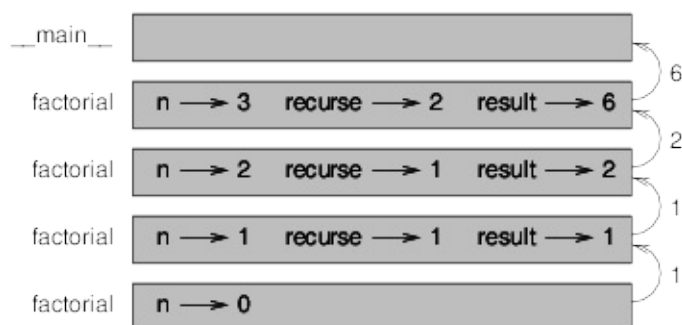 __main__
6
factorial n → 3 recurse → 2 result → 6
2
factorial n → 2 recurse → 1 result → 2
1
factorial n → 1 recurse → 1 result → 1
1
factorial n → 0